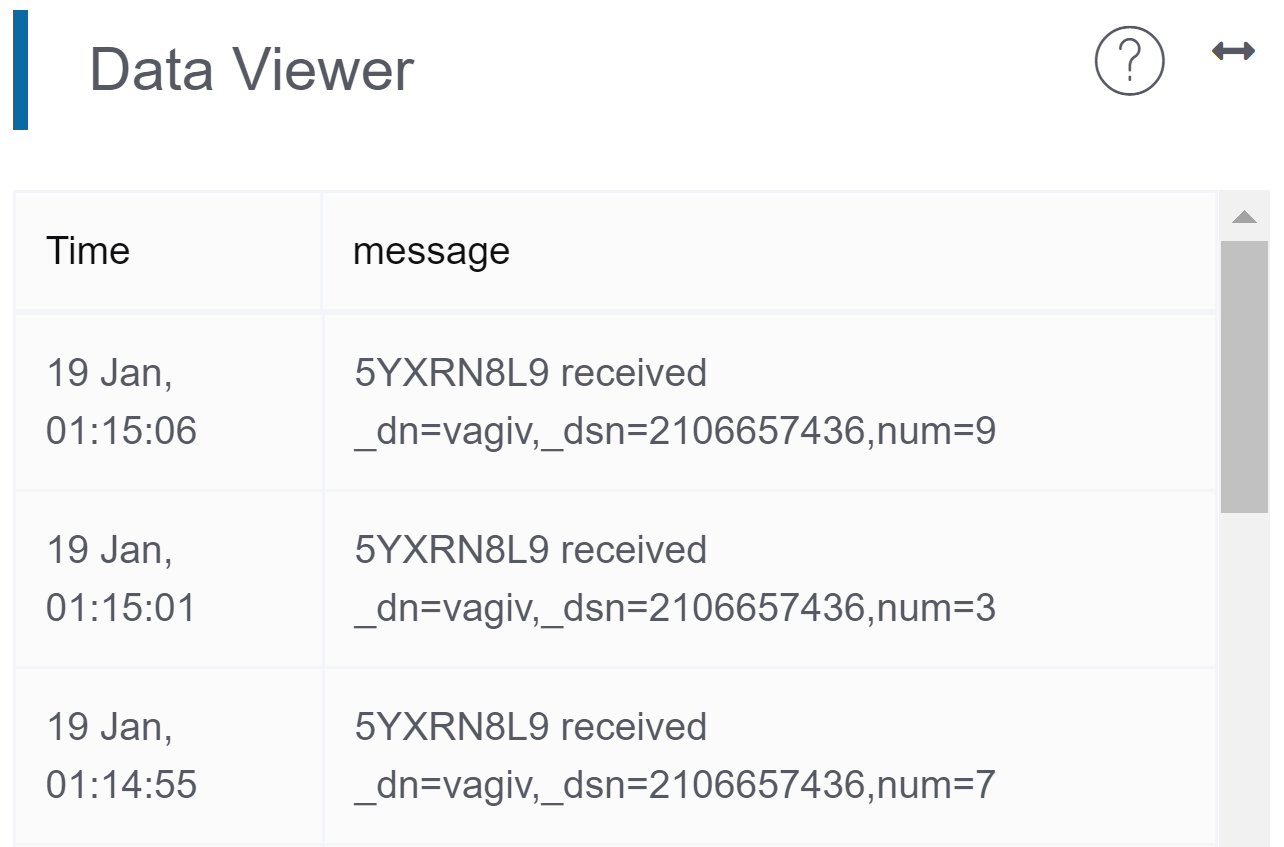 Data Viewer
?
Time message
19 Jan, 5YXRN8L9 received
01:15:06 _dn=vagiv,_dsn=2106657436,num=9
19 Jan, 5YXRN8L9 received
01:15:01 _dn=vagiv,_dsn=2106657436,num=3
19 Jan, 5YXRN8L9 received
01:14:55 _dn=vagiv,_dsn=2106657436,num=7